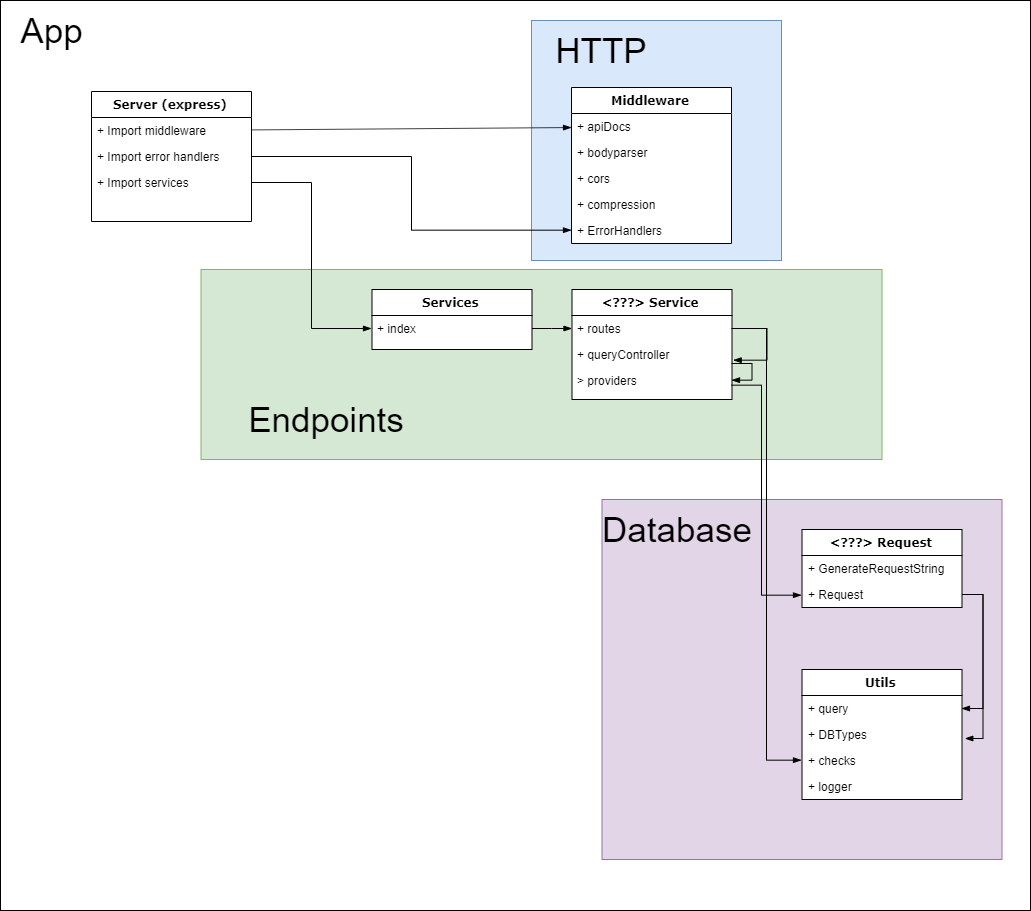 App
HTTP
Server (express)
+ Import middleware
+ Import error handlers
+ Import services
Middleware
+ apiDocs
+ bodyparser
+ cors
+ compression
+ ErrorHandlers
Services
+ index
<???> Service
+ routes
+ queryController
> providers
Endpoints
Database
<???> Request
+ GenerateRequestString
+ Request
Utils
+ query
+ DBTypes
+ checks
+ logger